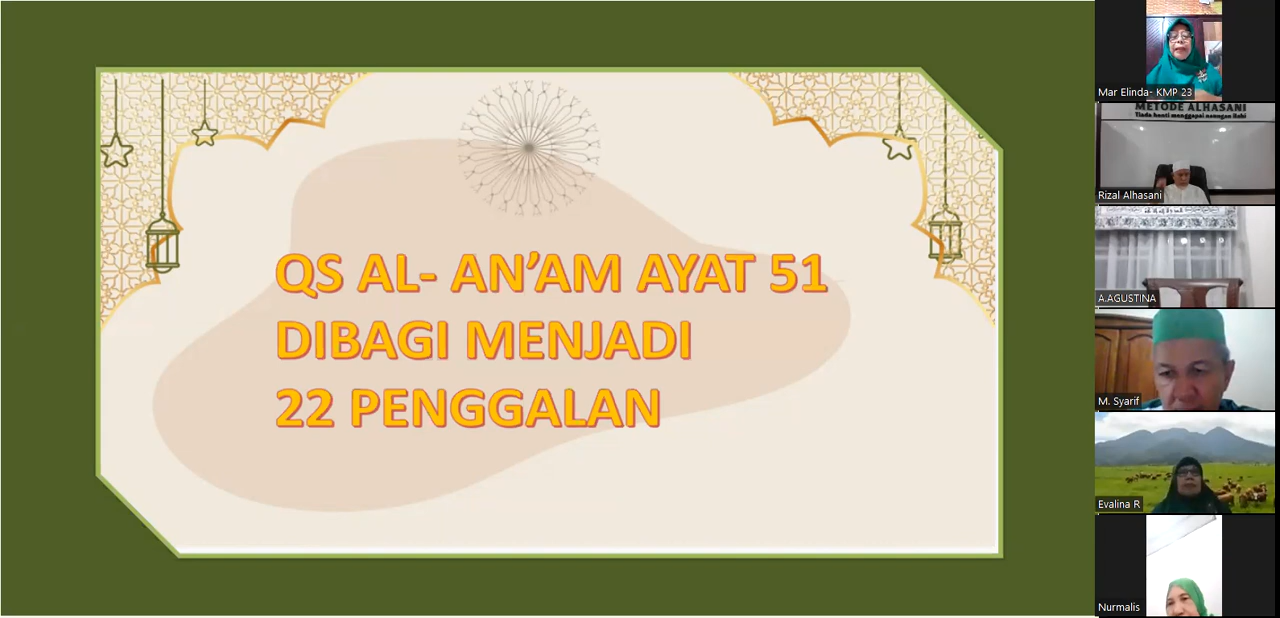 QS AL- AN’AM AYAT 51
DIBAGI MENJADI
22 PENGGALAN
Mar Elinda- KMP 23
METODE ALHASANI
Tiada henti menggapai naungan Ilahi
Rizal Alhasani
A.AGUSTINA
M. Syarif
Evalina R
Nurmalis